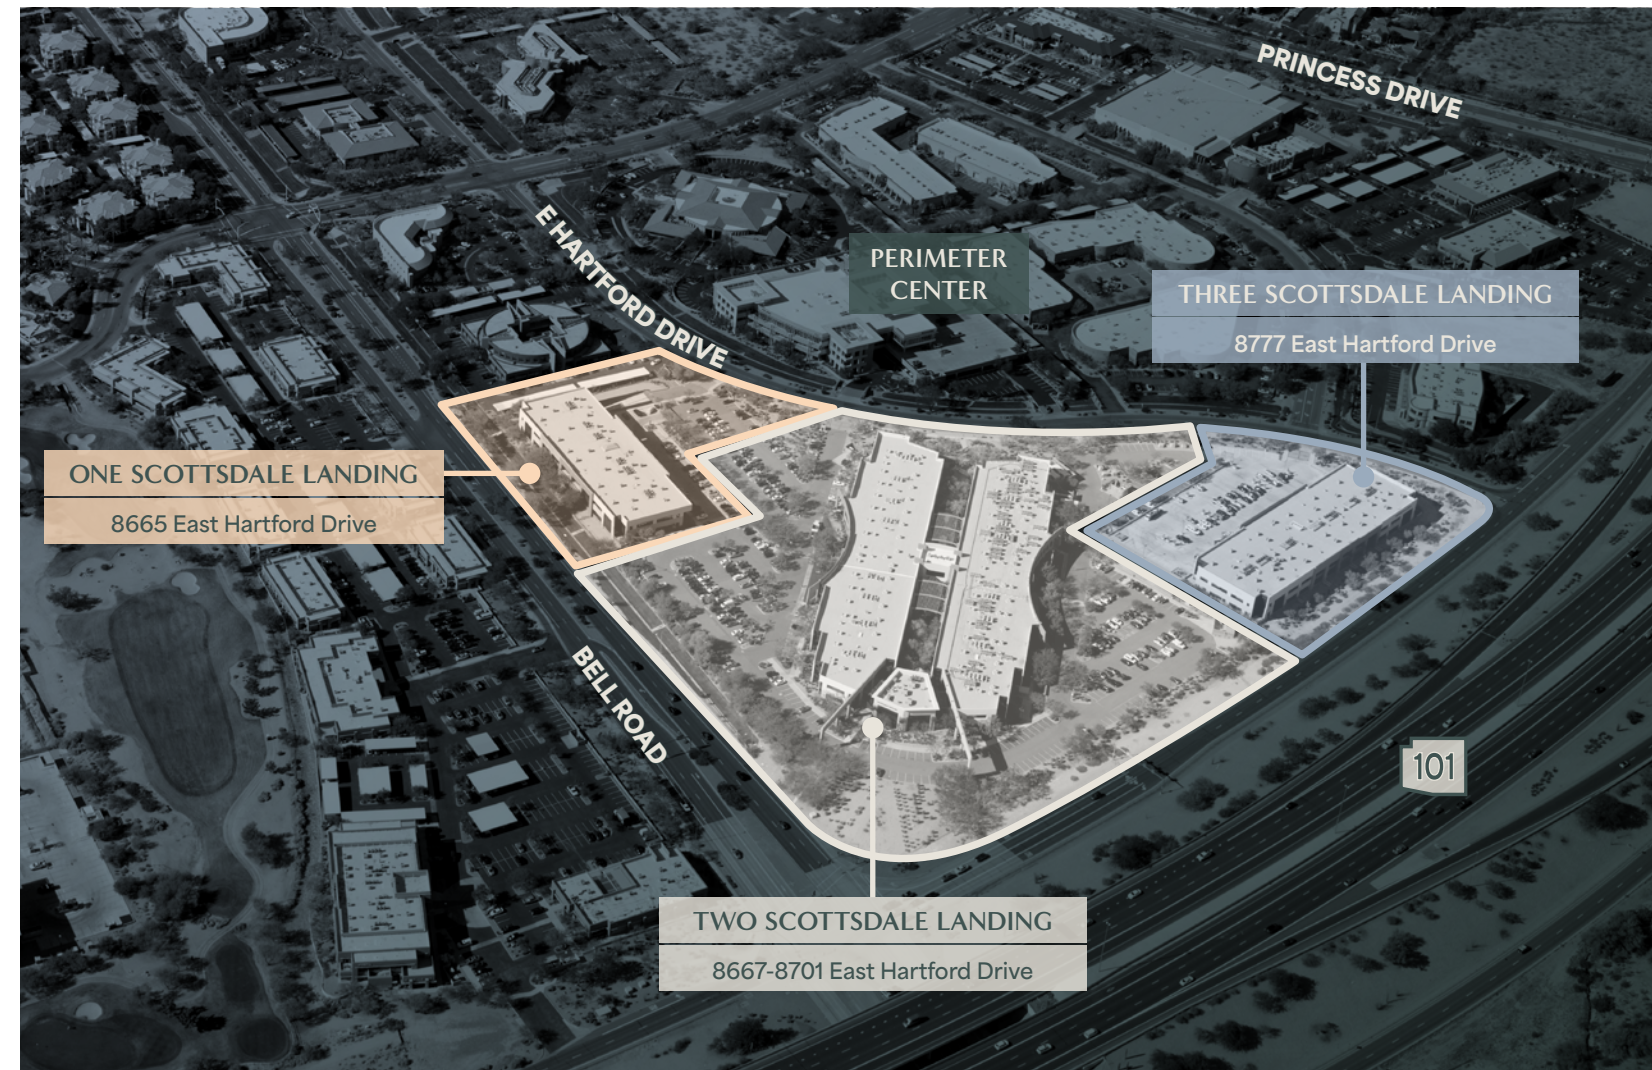 PRINCESS DRIVE
E HARTFORD DRIVE
PERIMETER
CENTER
THREE SCOTTSDALE LANDING
8777 East Hartford Drive
ONE SCOTTSDALE LANDING
8665 East Hartford Drive
BELL ROAD
101
TWO SCOTTSDALE LANDING
8667-8701 East Hartford Drive